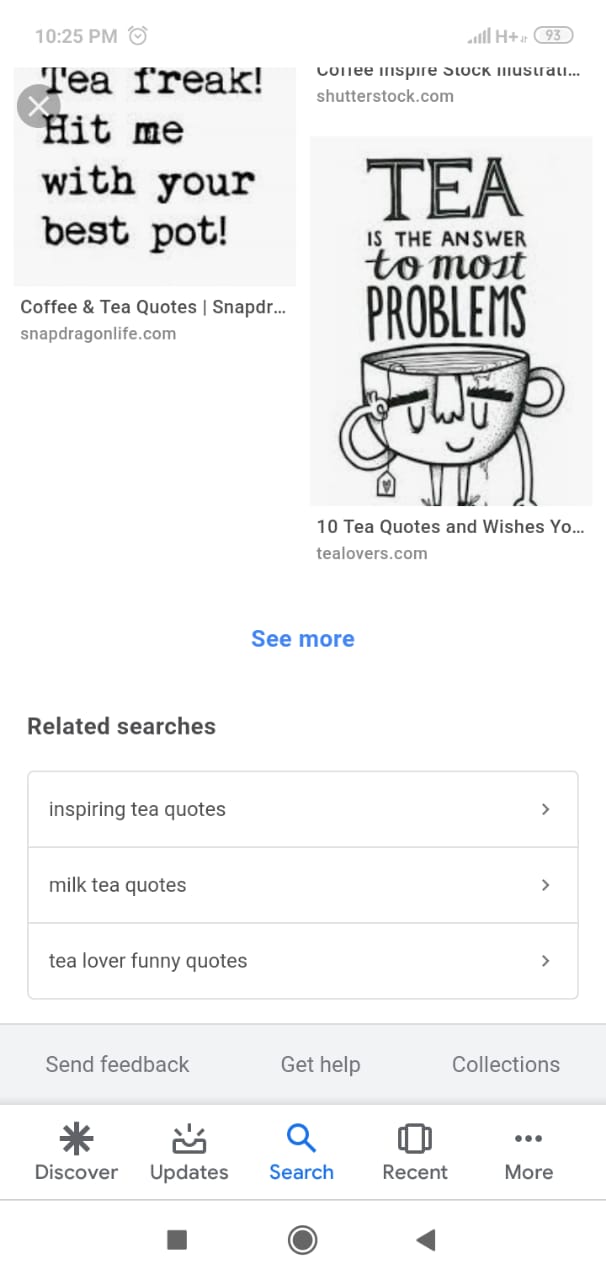 10:25 PM
H+
93
Tea freak!
Hit me
with your
best pot!
Coffee & Tea Quotes | Snapdr...
snapdragonlife.com
Coffee Inspire Stock Illustrati...
shutterstock.com
TEA
IS THE ANSWER
to most
PROBLEMS
10 Tea Quotes and Wishes Yo...
tealovers.com
See more
Related searches
inspiring tea quotes
milk tea quotes
tea lover funny quotes
Send feedback
Get help
Collections
Discover
Updates
Search
Recent
More